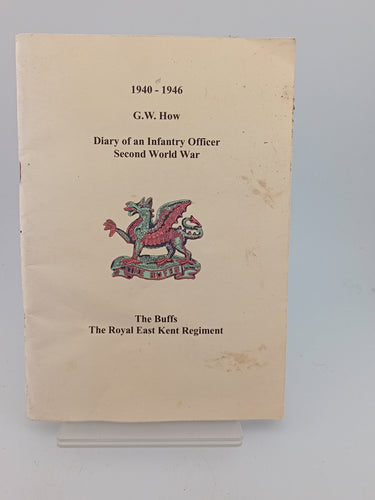 1940 - 1946
G.W. How
Diary of an Infantry Officer
Second World War
The Buffs
The Royal East Kent Regiment